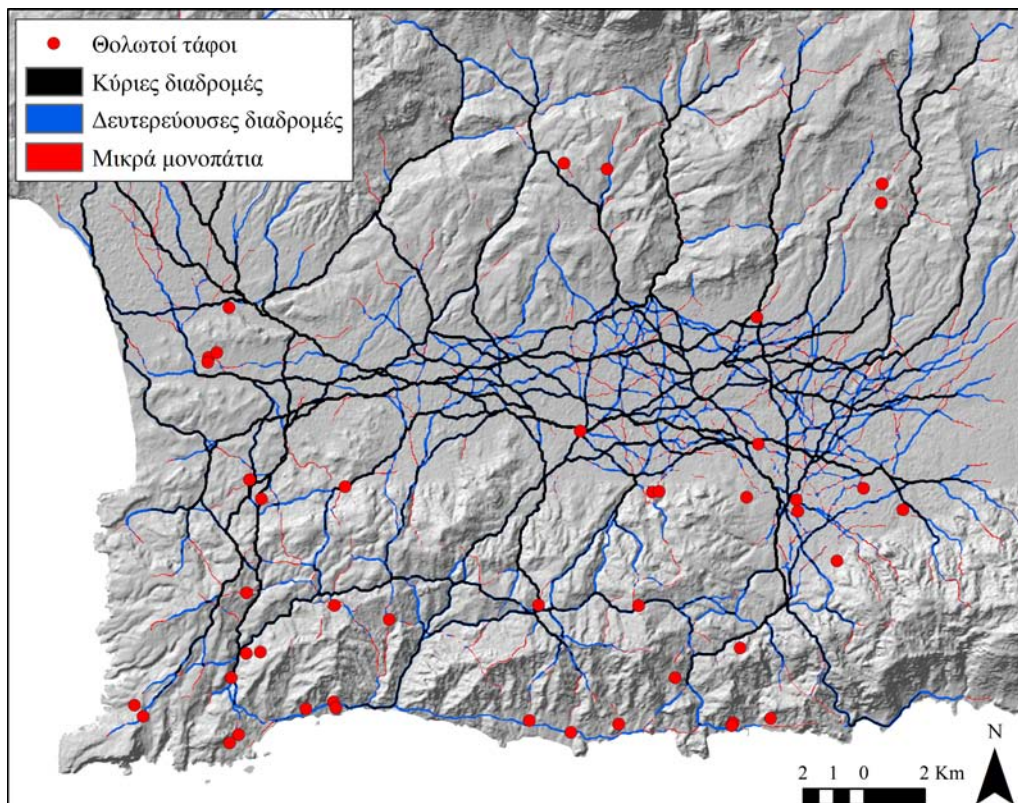 Θολωτοί τάφοι
Κύριες διαδρομές
Δευτερεύουσες διαδρομές
Μικρά μονοπάτια
N
2 1 0 2 Km